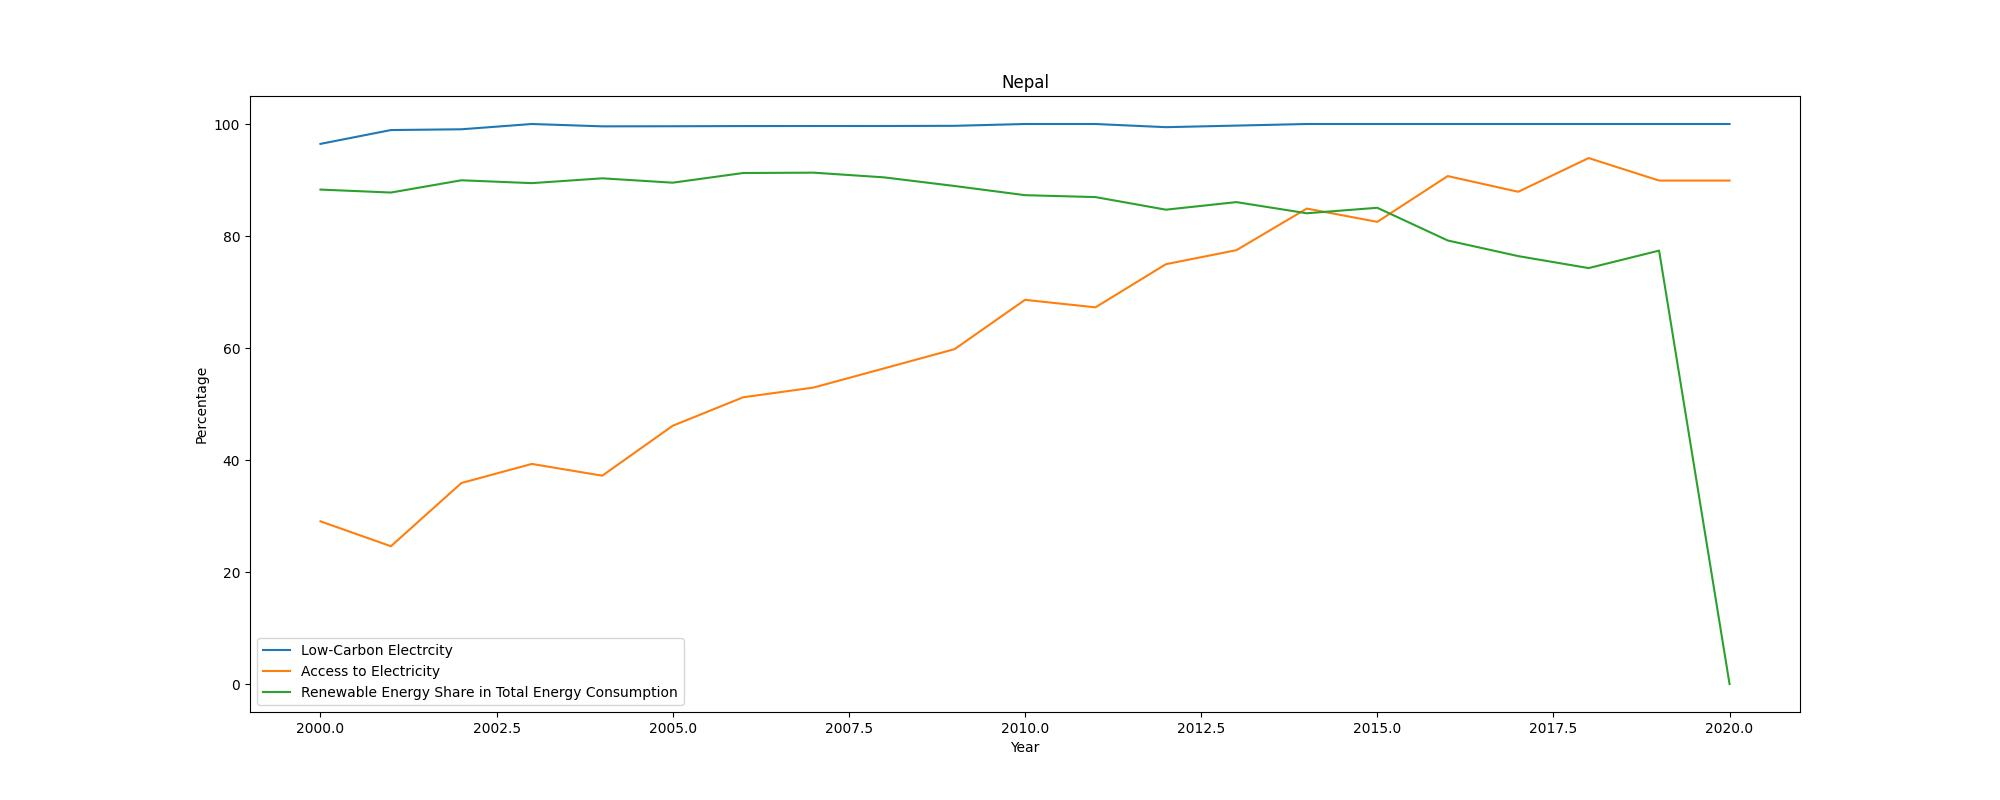 Nepal
100
80
60
40
20
0
Percentage
Low-Carbon Electrcity
Access to Electricity
Renewable Energy Share in Total Energy Consumption
2000.0 2002.5 2005.0 2007.5 2010.0 2012.5 2015.0 2017.5 2020.0
Year